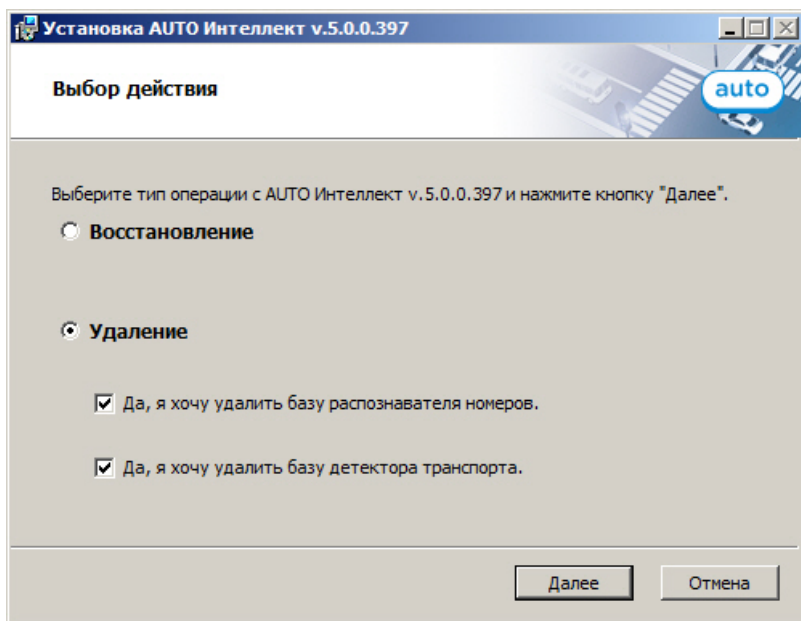 Установка AUTO Интеллект v.5.0.0.397
Выбор действия
auto
Выберите тип операции с AUTO Интеллект v.5.0.0.397 и нажмите кнопку "Далее".
Восстановление
Удаление
Да, я хочу удалить базу распознавателя номеров.
Да, я хочу удалить базу детектора транспорта.
Далее
Отмена